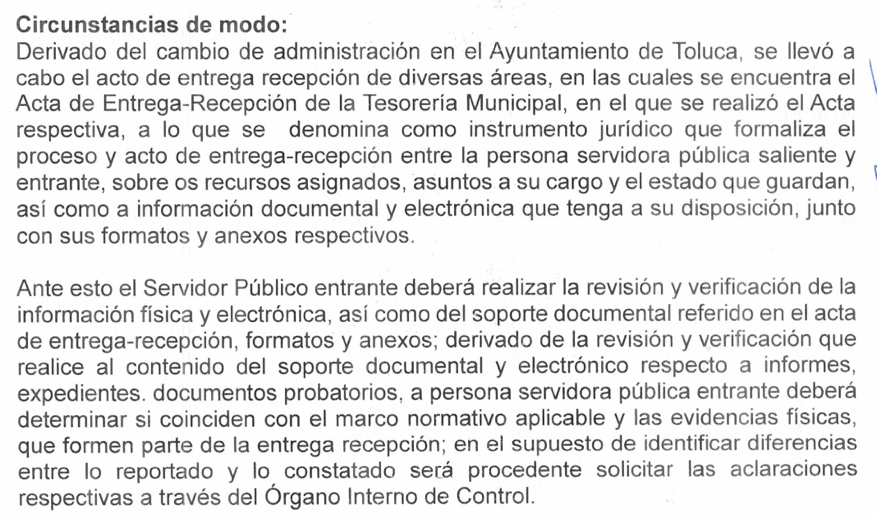 Circunstancias de modo:
Derivado del cambio de administración en el Ayuntamiento de Toluca, se llevó a
cabo el acto de entrega recepción de diversas áreas, en las cuales se encuentra el
Acta de Entrega-Recepción de la Tesorería Municipal, en el que se realizó el Acta
respectiva, a lo que se denomina como instrumento jurídico que formaliza el
proceso y acto de entrega-recepción entre la persona servidora pública saliente y
entrante, sobre os recursos asignados, asuntos a su cargo y el estado que guardan,
así como a información documental y electrónica que tenga a su disposición, junto
con sus formatos y anexos respectivos.

Ante esto el Servidor Público entrante deberá realizar la revisión y verificación de la
información física y electrónica, así como del soporte documental referido en el acta
de entrega-recepción, formatos y anexos; derivado de la revisión y verificación que
realice al contenido del soporte documental y electrónico respecto a informes,
expedientes. documentos probatorios, a persona servidora pública entrante deberá
determinar si coinciden con el marco normativo aplicable y las evidencias físicas,
que formen parte de la entrega recepción; en el supuesto de identificar diferencias
entre lo reportado y lo constatado será procedente solicitar las aclaraciones
respectivas a través del Órgano Interno de Control.